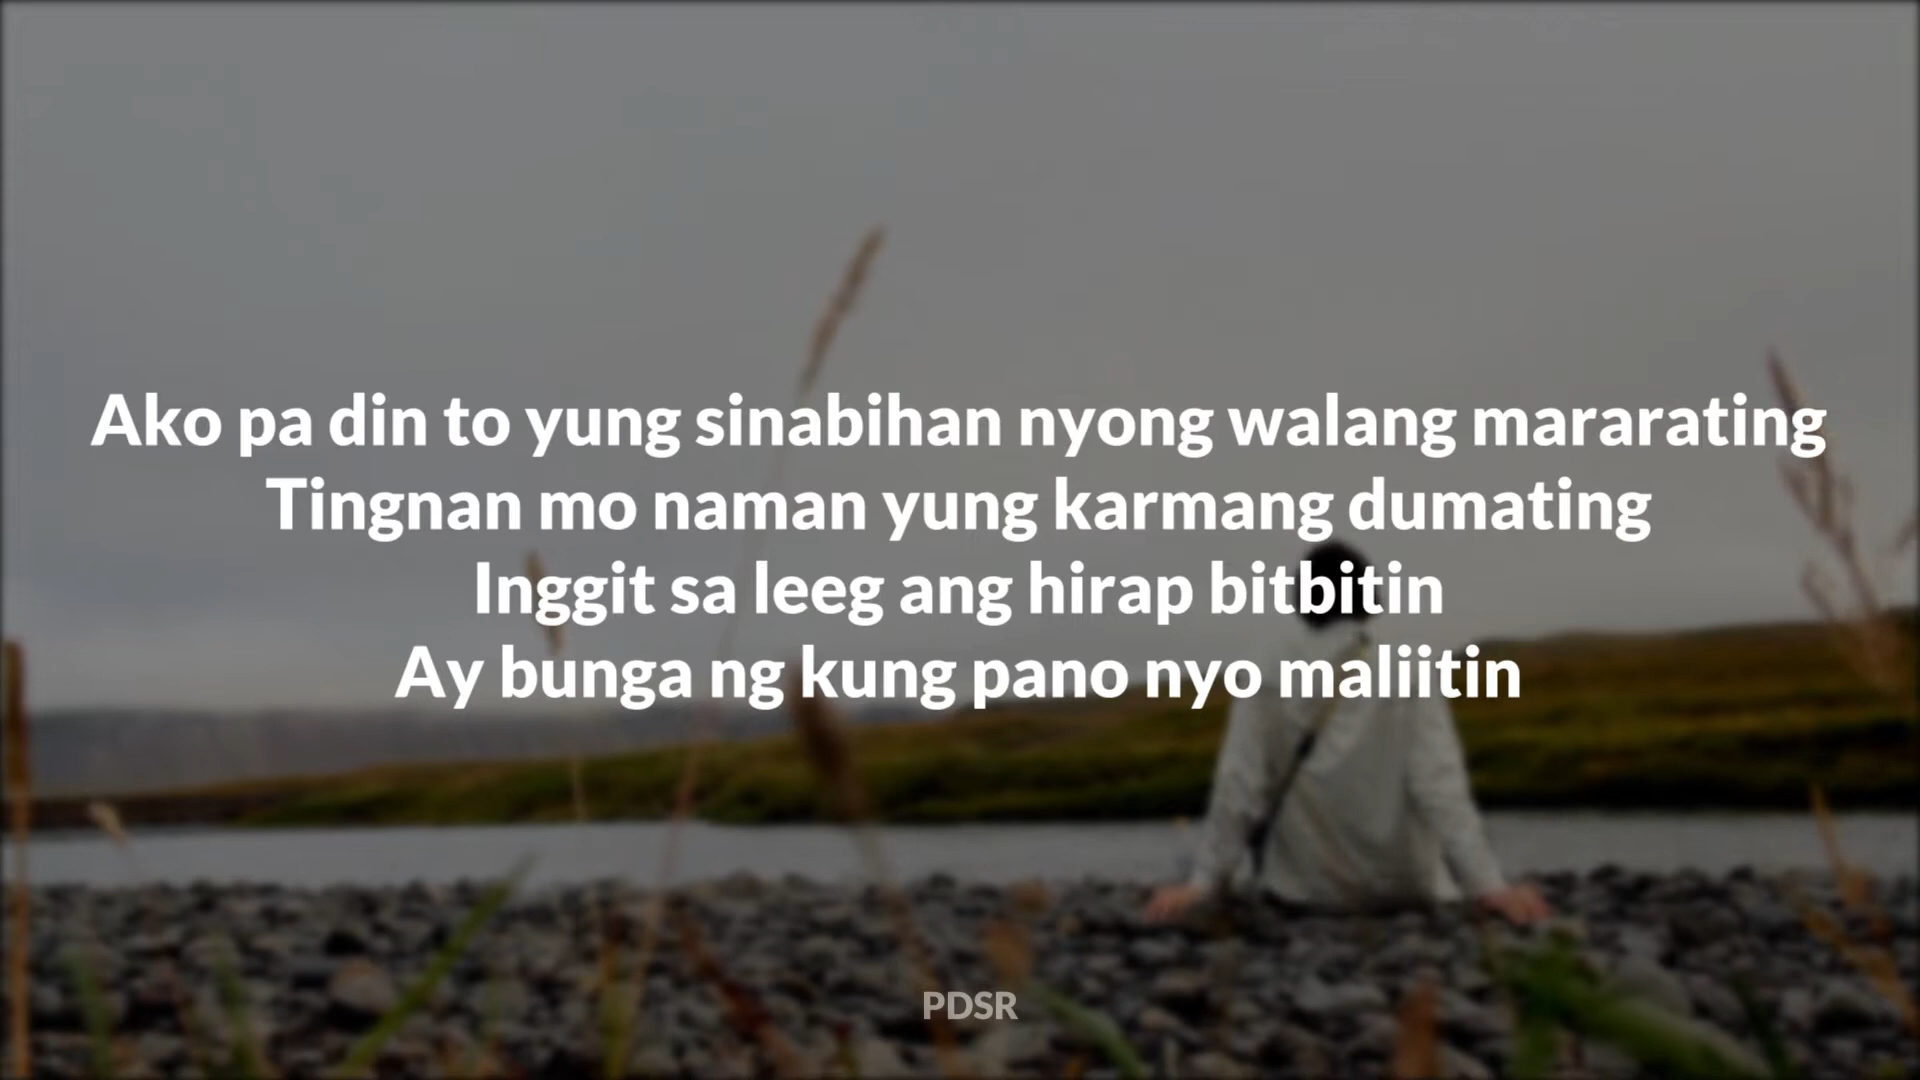 Ako pa din to yung sinabihan nyong walang mararating
Tingnan mo naman yung karmang dumating
Inggit sa leeg ang hirap bitbitin
Ay bunga ng kung pano nyo maliitin
PDSR